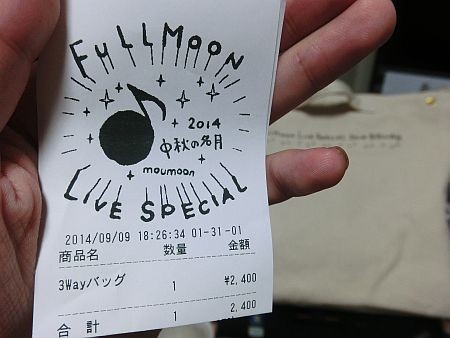 FULLMOON
2014
中秋の名月
moumoon
LIVE SPECIAL
2014/09/09 18:26:34 01-31-01
商品名 数量 金額
3Wayバッグ 1 ¥2,400
合 計 1 2,400